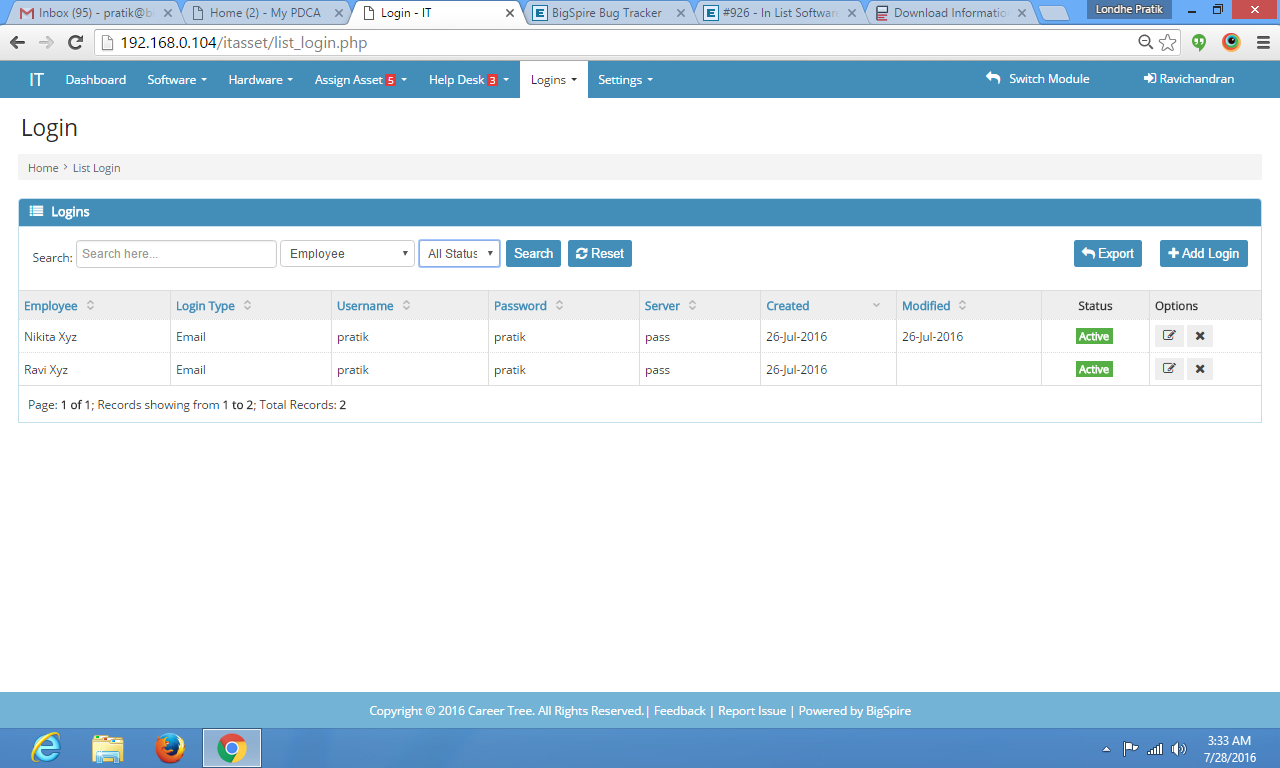 Inbox (95) - pratik@b
Home (2) - My PDCA
Login - IT
BigSpire Bug Tracker
#926 - In List Software
Download Informatio
Londhe Pratik
192.168.0.104/itasset/list_login.php
IT Dashboard Software Hardware Assign Asset 5 Help Desk 3 Logins Settings Switch Module Ravichandran
Login
Home > List Login
Logins
Search: Search here... Employee All Status Search Reset Export + Add Login
Employee Login Type Username Password Server Created Modified Status Options
Nikita Xyz Email pratik pratik pass 26-Jul-2016 26-Jul-2016 Active
Ravi Xyz Email pratik pratik pass 26-Jul-2016 Active
Page: 1 of 1; Records showing from 1 to 2; Total Records: 2
Copyright © 2016 Career Tree. All Rights Reserved.| Feedback | Report Issue | Powered by BigSpire
3:33 AM
7/28/2016